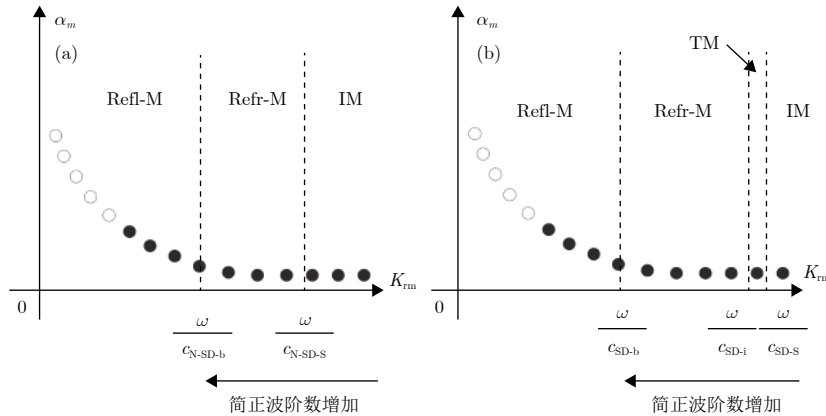 α_m
(a)
Refl-M
Refr-M
IM
K_rm
0
ω
c_N-SD-b
ω
c_N-SD-S
简正波阶数增加
α_m
(b)
TM
Refl-M
Refr-M
IM
K_rm
0
ω
c_SD-b
ω
c_SD-i
ω
c_SD-S
简正波阶数增加